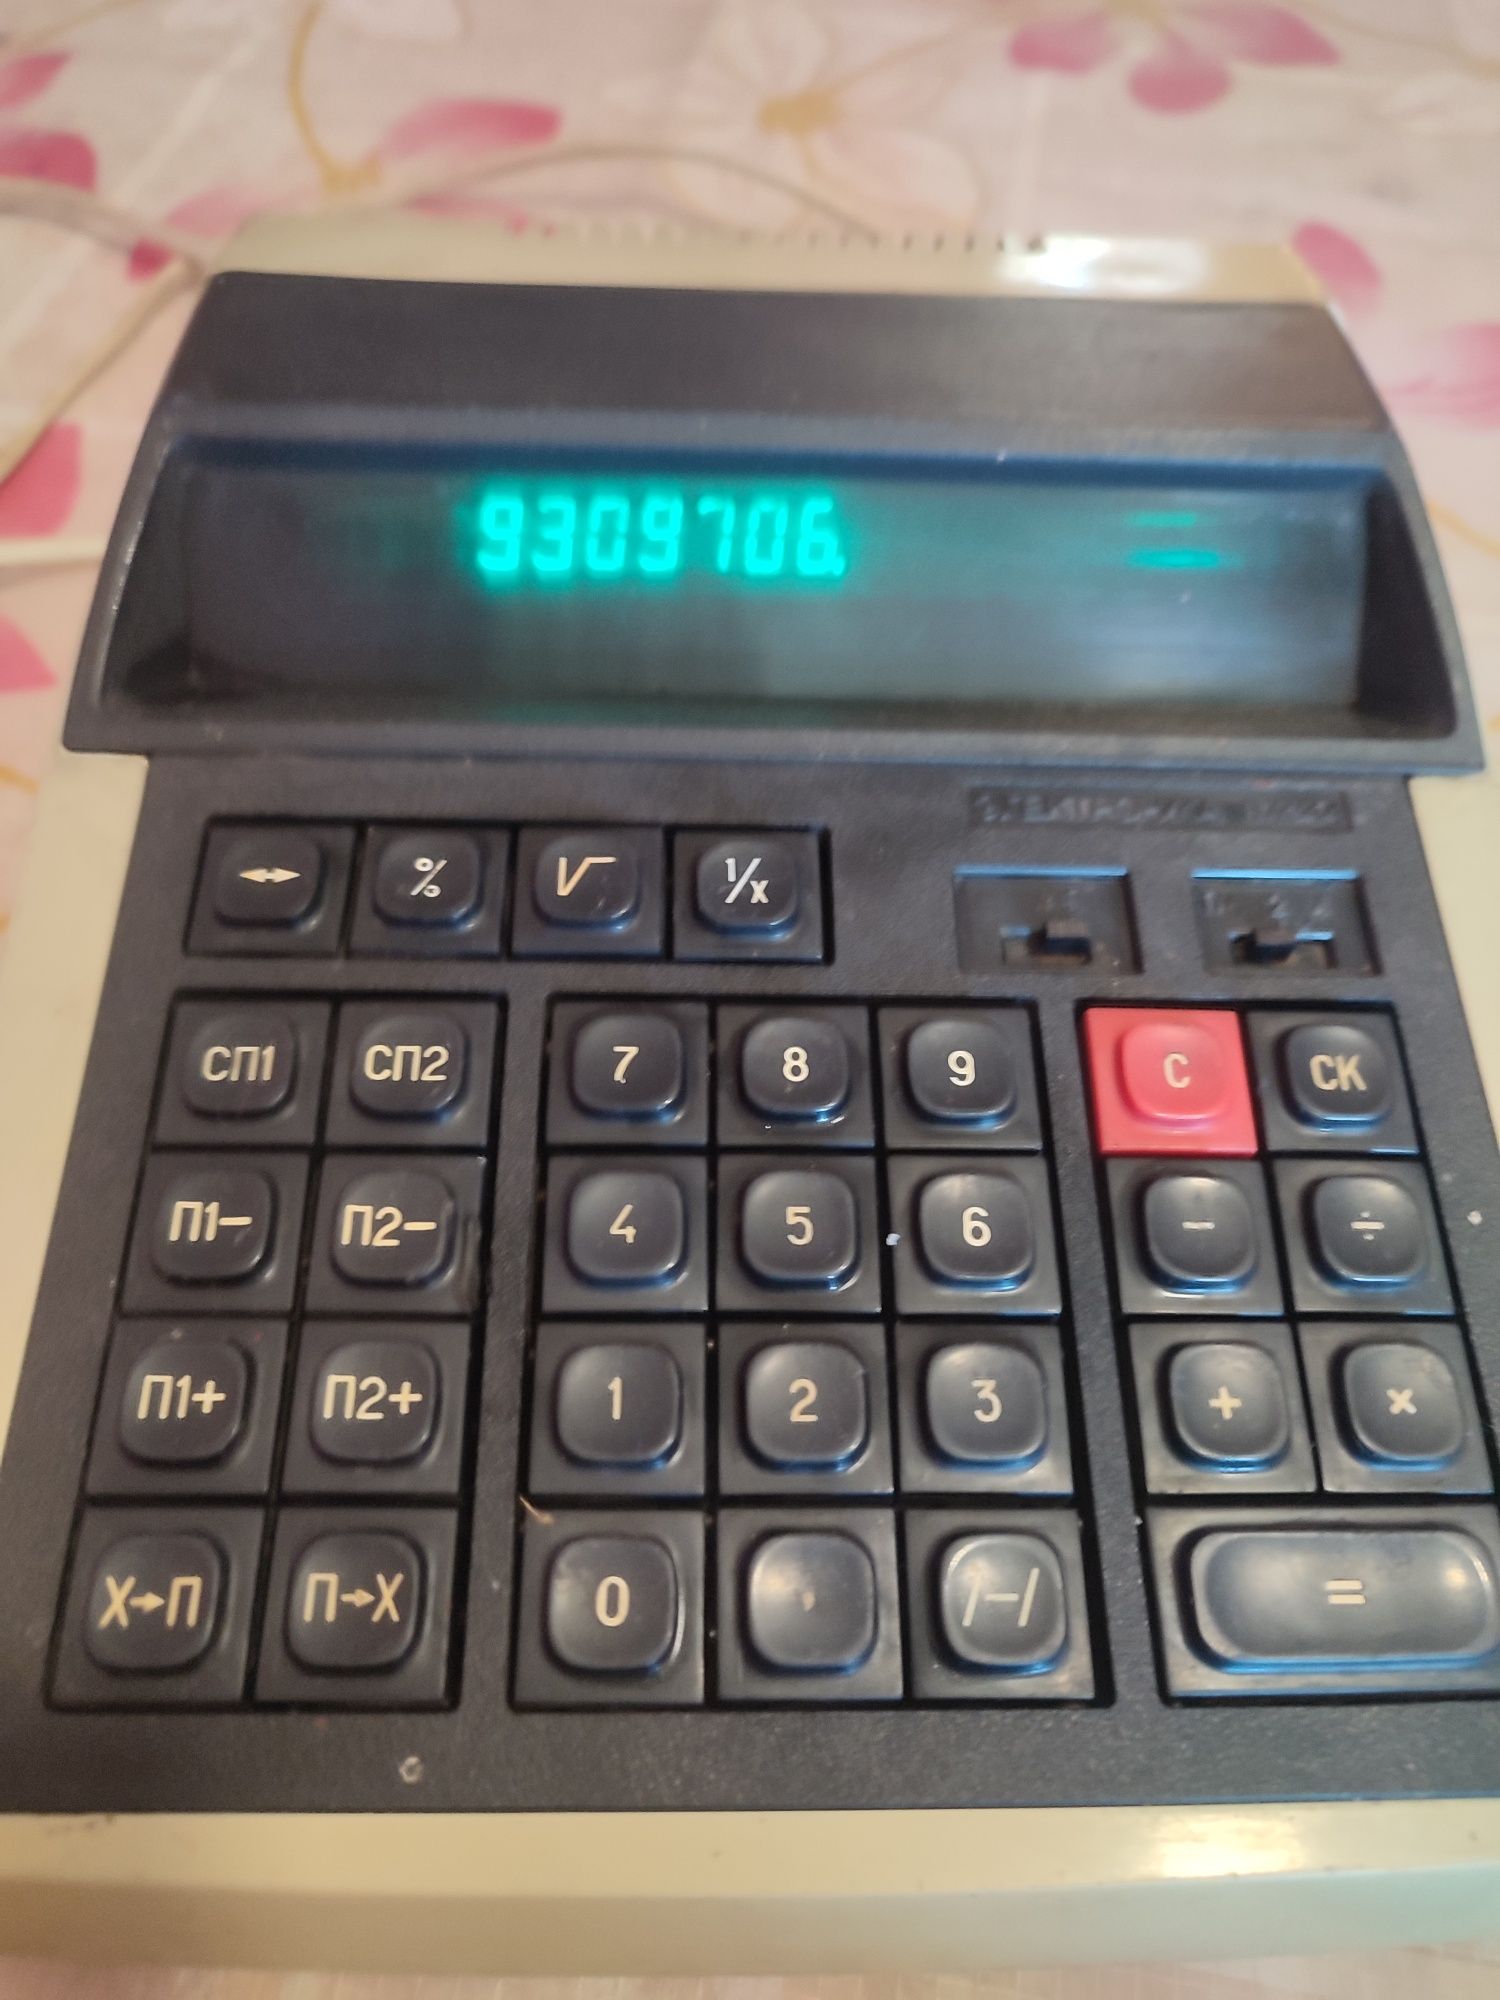 9309706.
ЭЛЕКТРОНИКА
↔ % √ 1/x
СП1 СП2 7 8 9 С СК
П1− П2− 4 5 6 − ÷
П1+ П2+ 1 2 3 + ×
Х→П П→Х 0 , /−/ =